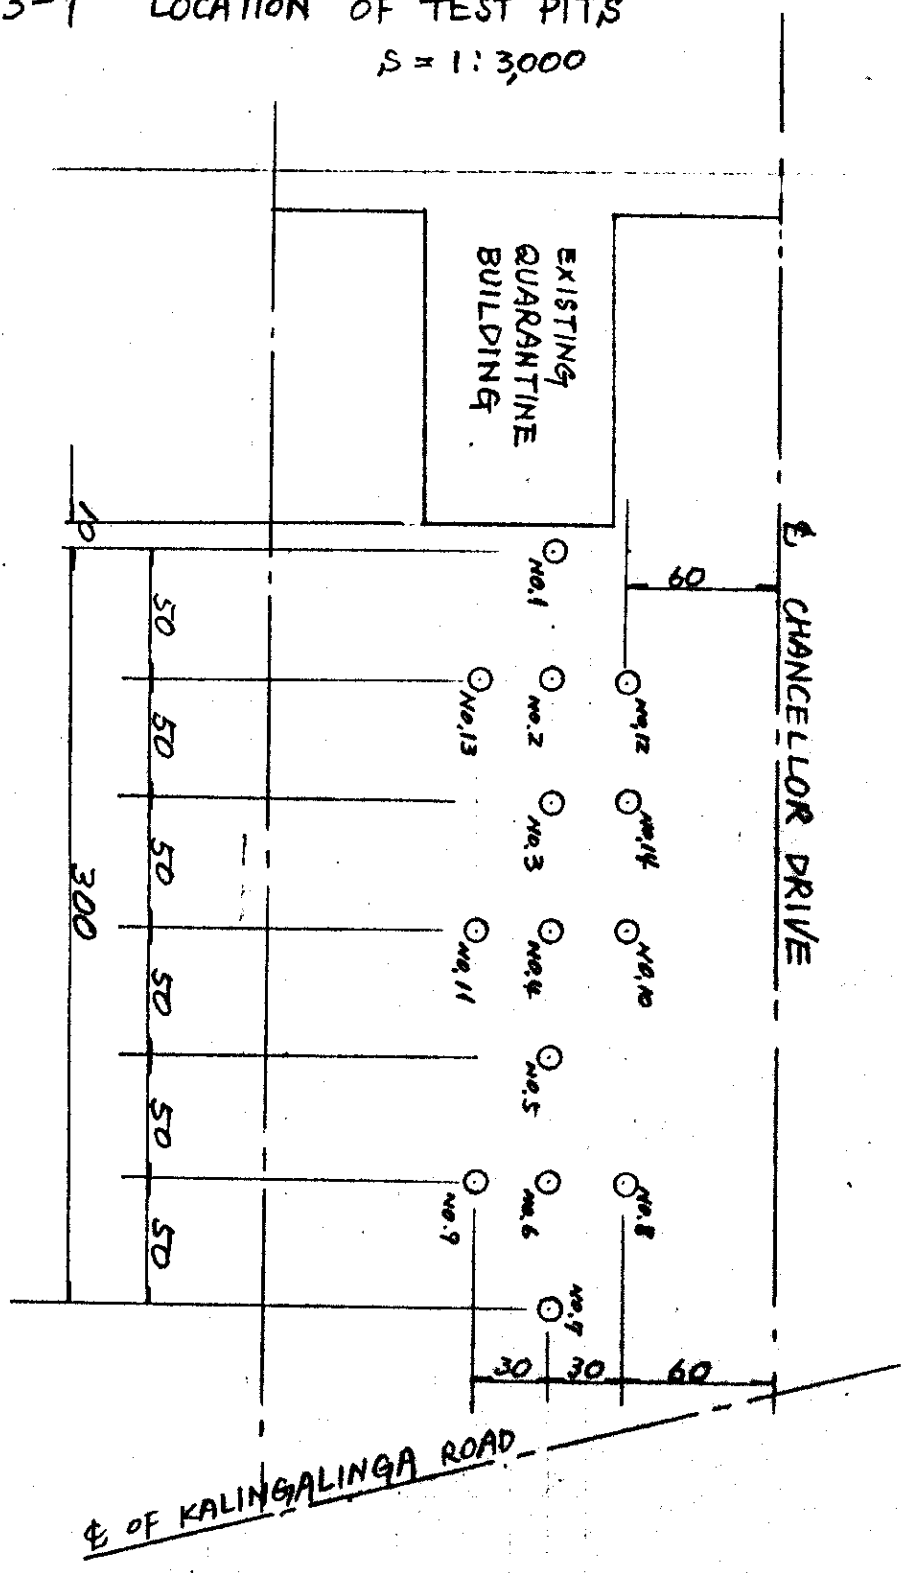 3-1 LOCATION OF TEST PITS
S = 1:3,000
EXISTING
QUARANTINE
BUILDING
℄ CHANCELLOR DRIVE
10
60
NO.1
50
NO.13
NO.2
NO.12
50
NO.3
NO.14
50
300
NO.11
NO.4
NO.10
50
NO.5
50
NO.9
NO.6
NO.8
50
NO.7
30
30
60
℄ OF KALINGALINGA ROAD